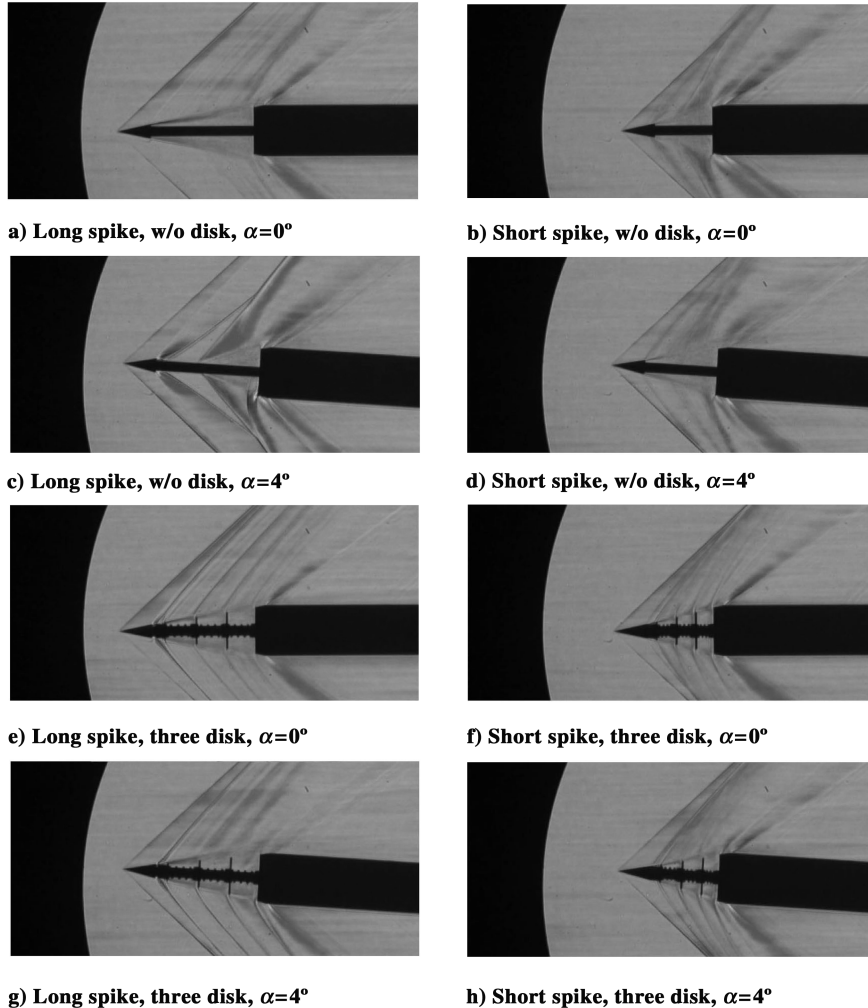 a) Long spike, w/o disk, α=0º
b) Short spike, w/o disk, α=0º
c) Long spike, w/o disk, α=4º
d) Short spike, w/o disk, α=4º
e) Long spike, three disk, α=0º
f) Short spike, three disk, α=0º
g) Long spike, three disk, α=4º
h) Short spike, three disk, α=4º